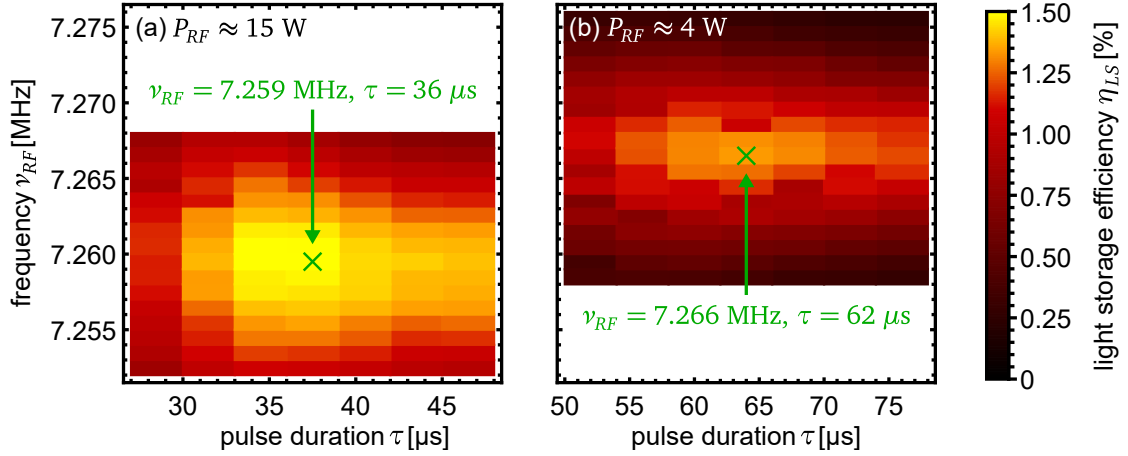 (a) P_RF ≈ 15 W
(b) P_RF ≈ 4 W
ν_RF = 7.259 MHz, τ = 36 μs
ν_RF = 7.266 MHz, τ = 62 μs
frequency ν_RF [MHz]
7.275
7.270
7.265
7.260
7.255
30 35 40 45
pulse duration τ [μs]
50 55 60 65 70 75
pulse duration τ [μs]
1.50
1.25
1.00
0.75
0.50
0.25
0
light storage efficiency η_LS [%]